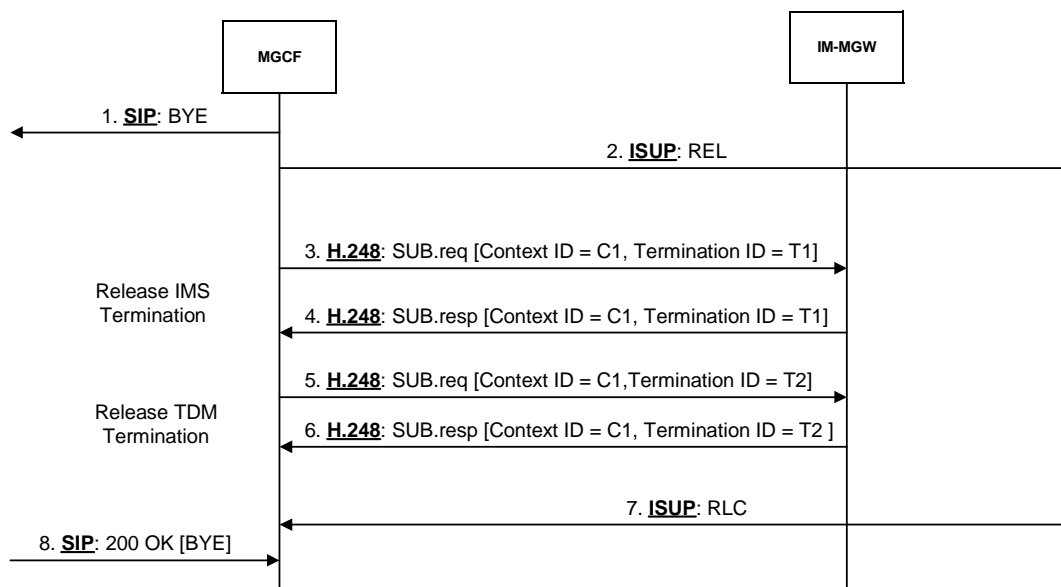 MGCF
IM-MGW
1. SIP: BYE
2. ISUP: REL
3. H.248: SUB.req [Context ID = C1, Termination ID = T1]
Release IMS
Termination
4. H.248: SUB.resp [Context ID = C1, Termination ID = T1]
5. H.248: SUB.req [Context ID = C1,Termination ID = T2]
Release TDM
Termination
6. H.248: SUB.resp [Context ID = C1, Termination ID = T2 ]
7. ISUP: RLC
8. SIP: 200 OK [BYE]